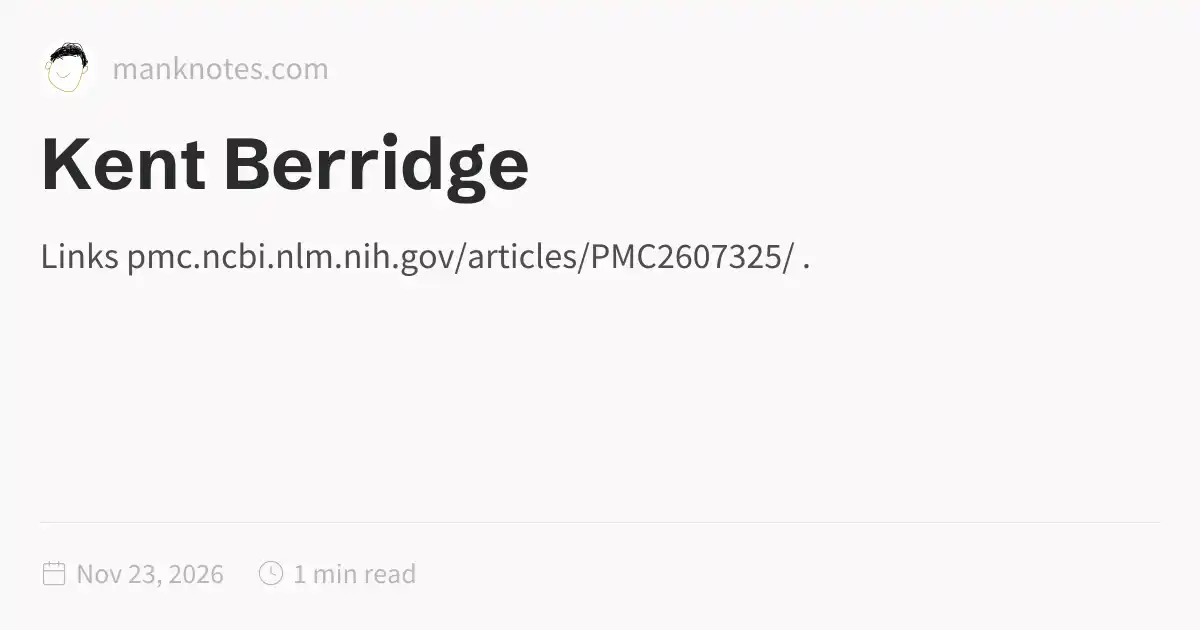 manknotes.com
Kent Berridge
Links pmc.ncbi.nlm.nih.gov/articles/PMC2607325/ .
Nov 23, 2026 1 min read